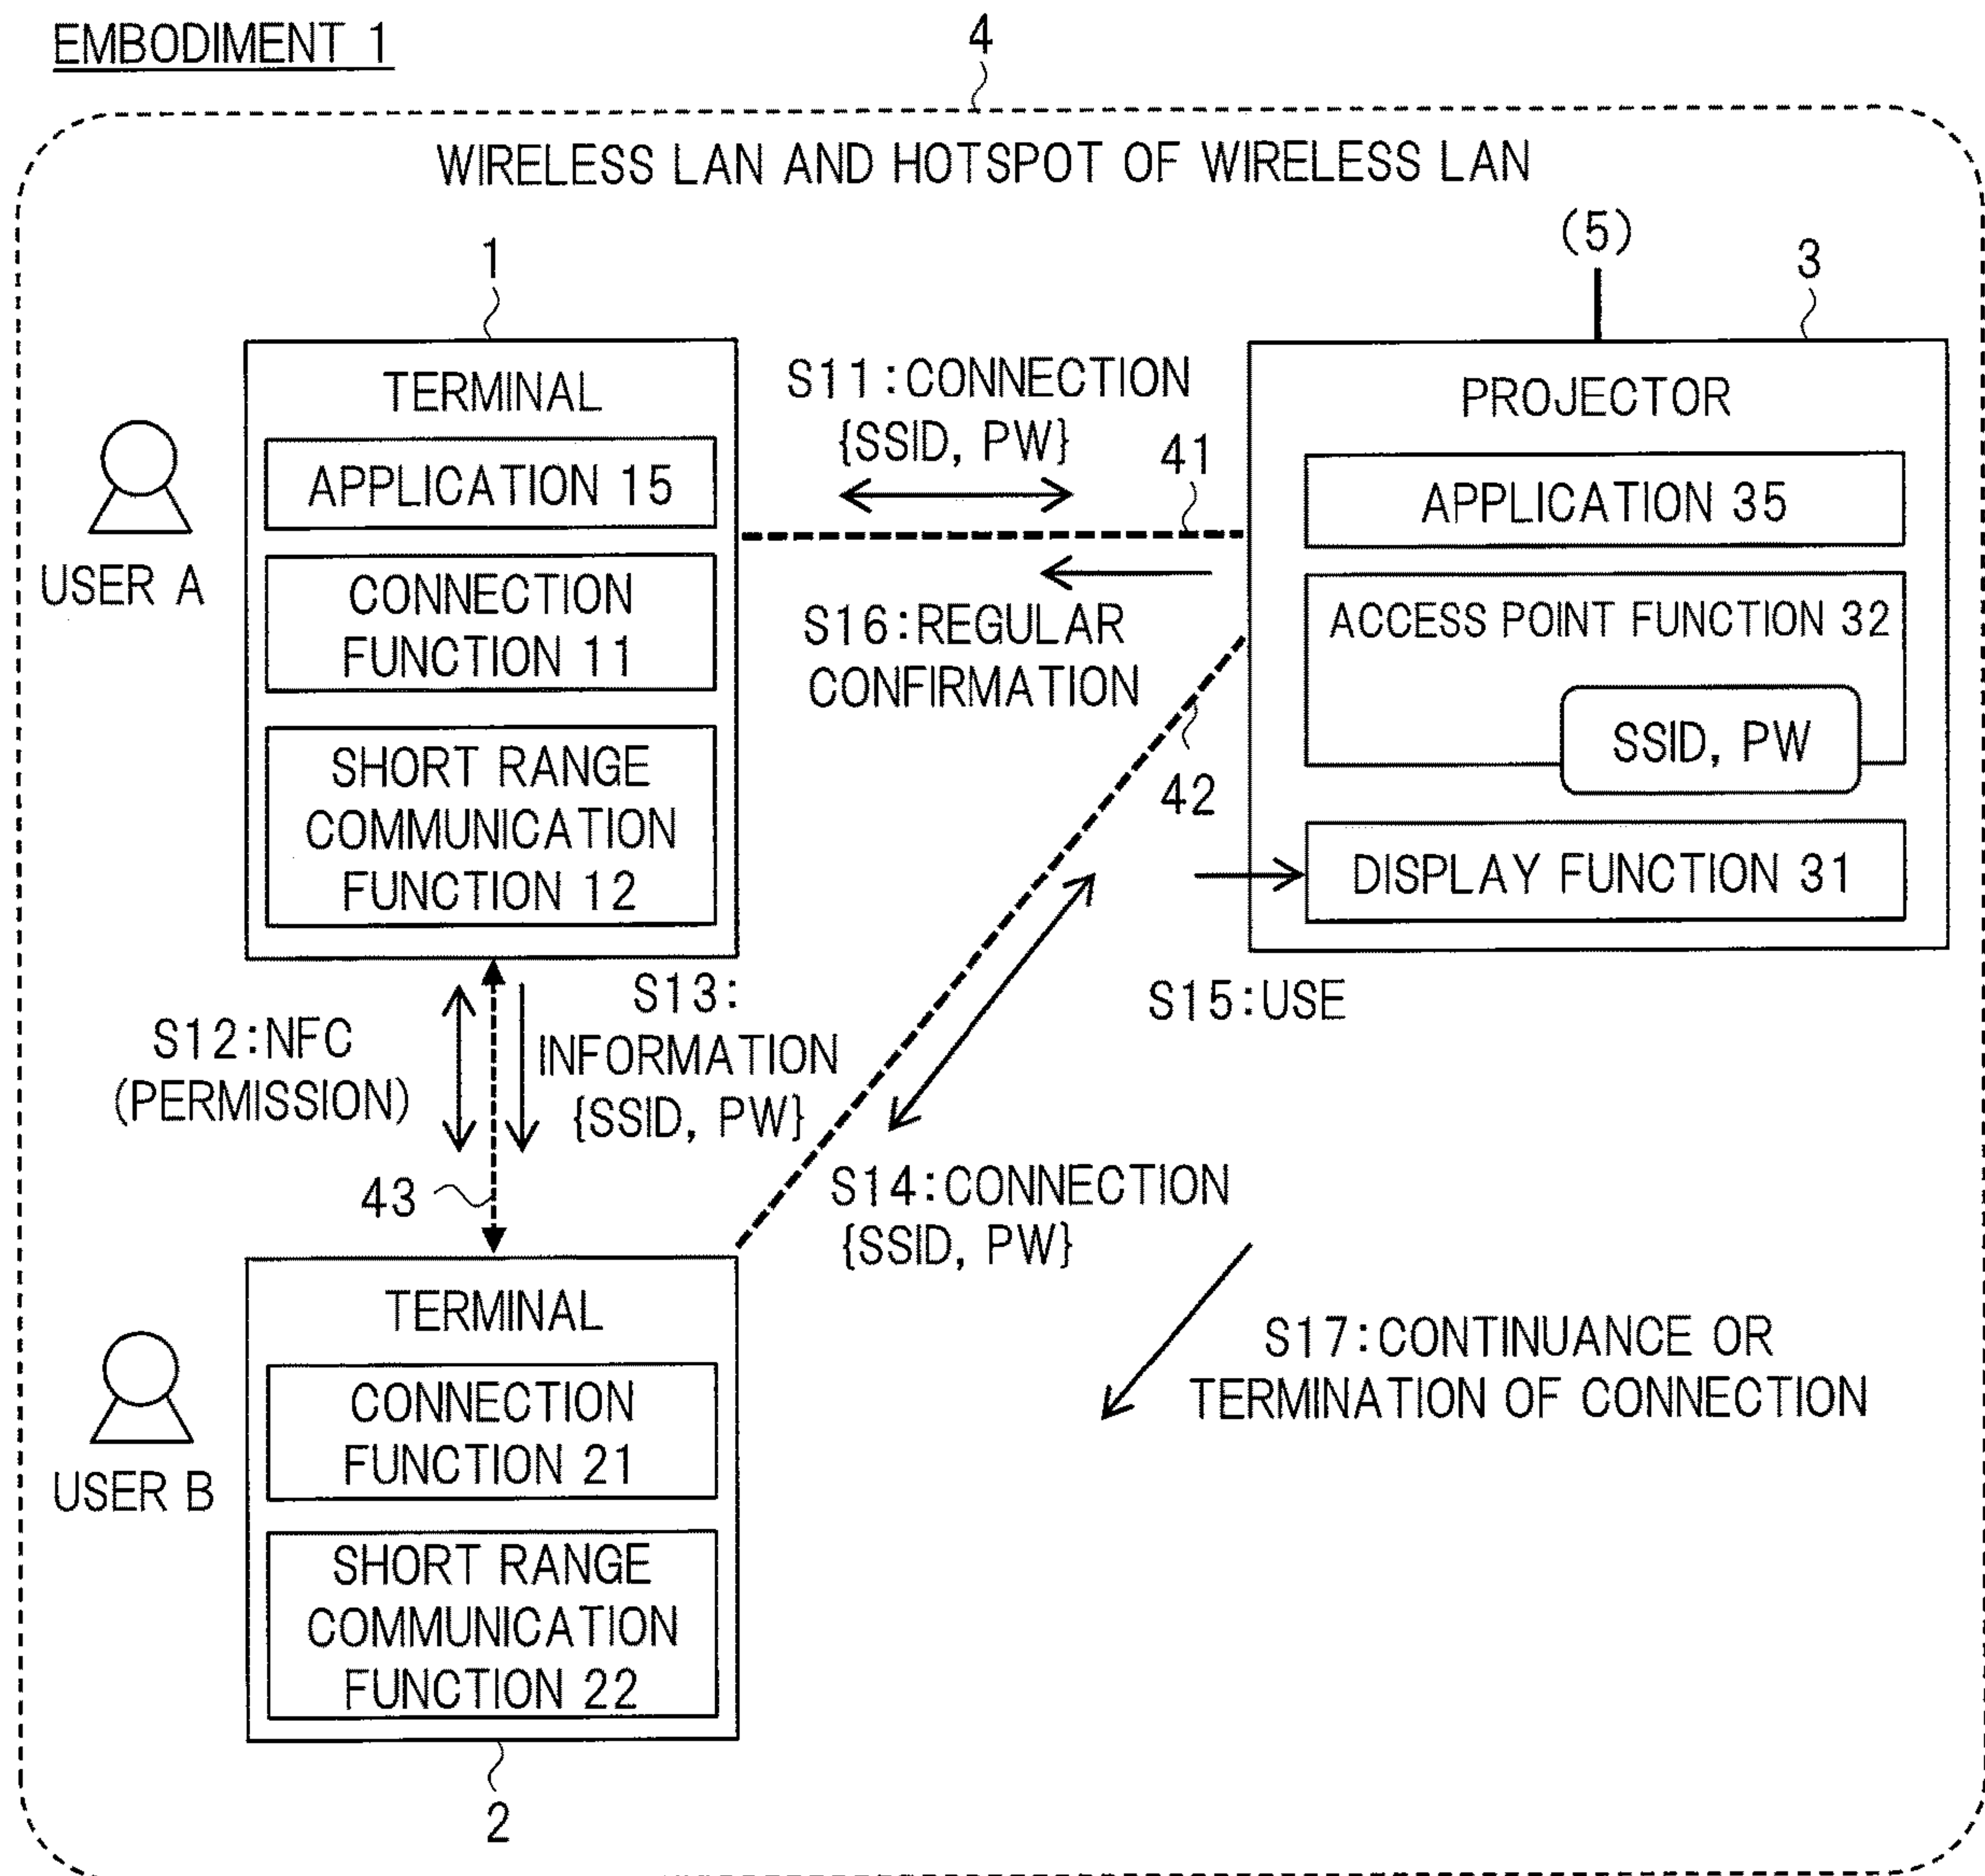 EMBODIMENT 1
4
WIRELESS LAN AND HOTSPOT OF WIRELESS LAN
(5)
1
3
TERMINAL
APPLICATION 15
CONNECTION
FUNCTION 11
SHORT RANGE
COMMUNICATION
FUNCTION 12
USER A
S11:CONNECTION
{SSID, PW}
41
S16:REGULAR
CONFIRMATION
42
PROJECTOR
APPLICATION 35
ACCESS POINT FUNCTION 32
SSID, PW
DISPLAY FUNCTION 31
S15:USE
S12:NFC
(PERMISSION)
S13:
INFORMATION
{SSID, PW}
43
S14:CONNECTION
{SSID, PW}
S17:CONTINUANCE OR
TERMINATION OF CONNECTION
TERMINAL
CONNECTION
FUNCTION 21
SHORT RANGE
COMMUNICATION
FUNCTION 22
USER B
2